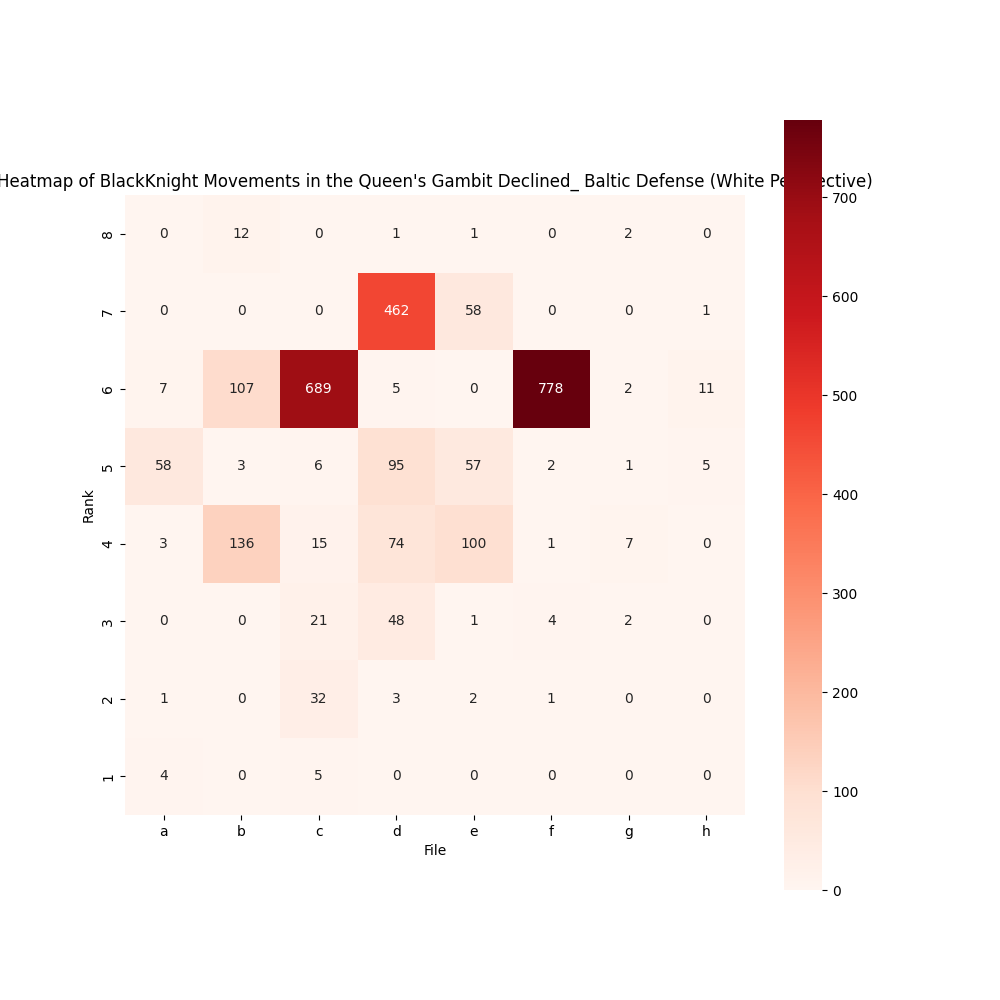 Heatmap of BlackKnight Movements in the Queen's Gambit Declined_ Baltic Defense (White Pe ective)
8 0 12 0 1 1 0 2 0
7 0 0 0 462 58 0 0 1
6 7 107 689 5 0 778 2 11
5 58 3 6 95 57 2 1 5
4 3 136 15 74 100 1 7 0
3 0 0 21 48 1 4 2 0
2 1 0 32 3 2 1 0 0
1 4 0 5 0 0 0 0 0
a b c d e f g h
Rank
File
700
600
500
400
300
200
100
0